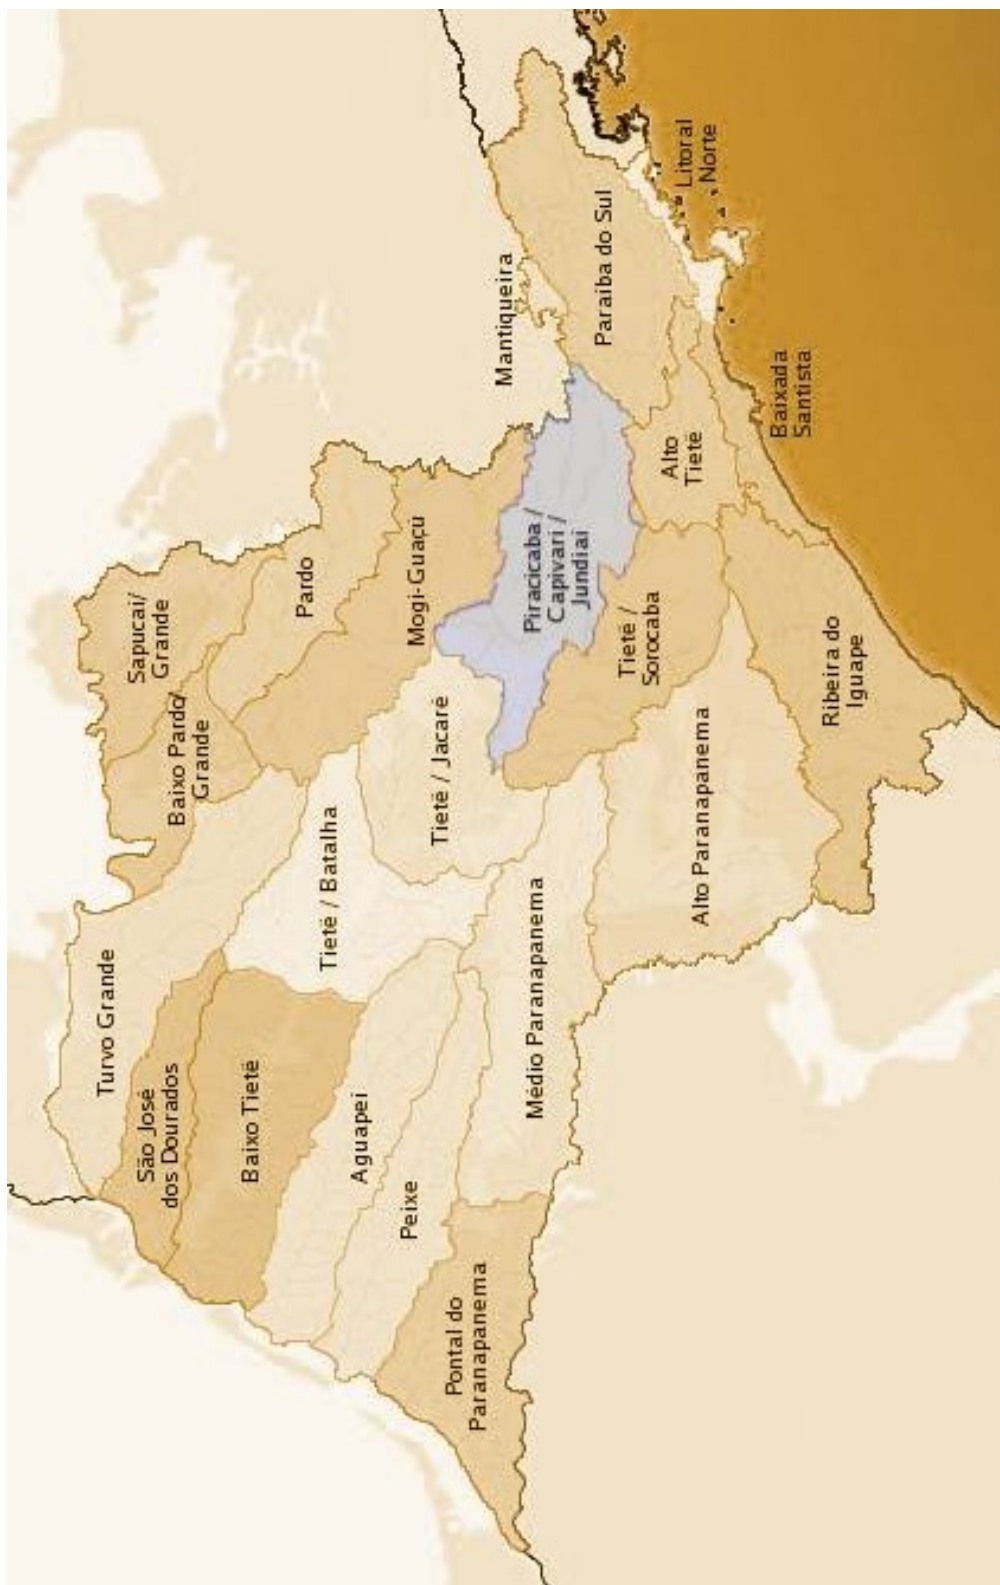 Turvo Grande
São José
dos Dourados
Sapucaí/
Grande
Baixo Pardo/
Grande
Baixo Tietê
Pardo
Tietê / Batalha
Aguapeí
Peixe
Mogi-Guaçu
Tietê / Jacaré
Pontal do
Paranapanema
Mantiqueira
Médio Paranapanema
Piracicaba /
Capivari /
Jundiaí
Paraíba do Sul
Tietê /
Sorocaba
Alto
Tietê
Litoral
Norte
Alto Paranapanema
Baixada
Santista
Ribeira do
Iguape